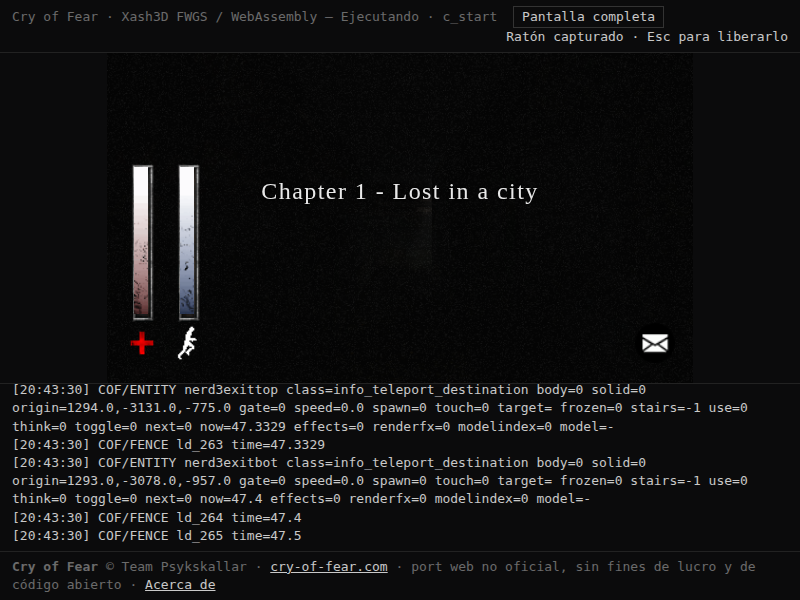 Cry of Fear · Xash3D FWGS / WebAssembly — Ejecutando · c_start Pantalla completa
Ratón capturado · Esc para liberarlo
Chapter 1 - Lost in a city
[20:43:30] COF/ENTITY nerd3exittop class=info_teleport_destination body=0 solid=0
origin=1294.0,-3131.0,-775.0 gate=0 speed=0.0 spawn=0 touch=0 target= frozen=0 stairs=-1 use=0
think=0 toggle=0 next=0 now=47.3329 effects=0 renderfx=0 modelindex=0 model=-
[20:43:30] COF/FENCE ld_263 time=47.3329
[20:43:30] COF/ENTITY nerd3exitbot class=info_teleport_destination body=0 solid=0
origin=1293.0,-3078.0,-957.0 gate=0 speed=0.0 spawn=0 touch=0 target= frozen=0 stairs=-1 use=0
think=0 toggle=0 next=0 now=47.4 effects=0 renderfx=0 modelindex=0 model=-
[20:43:30] COF/FENCE ld_264 time=47.4
[20:43:30] COF/FENCE ld_265 time=47.5
Cry of Fear © Team Psykskallar · cry-of-fear.com · port web no oficial, sin fines de lucro y de
código abierto · Acerca de